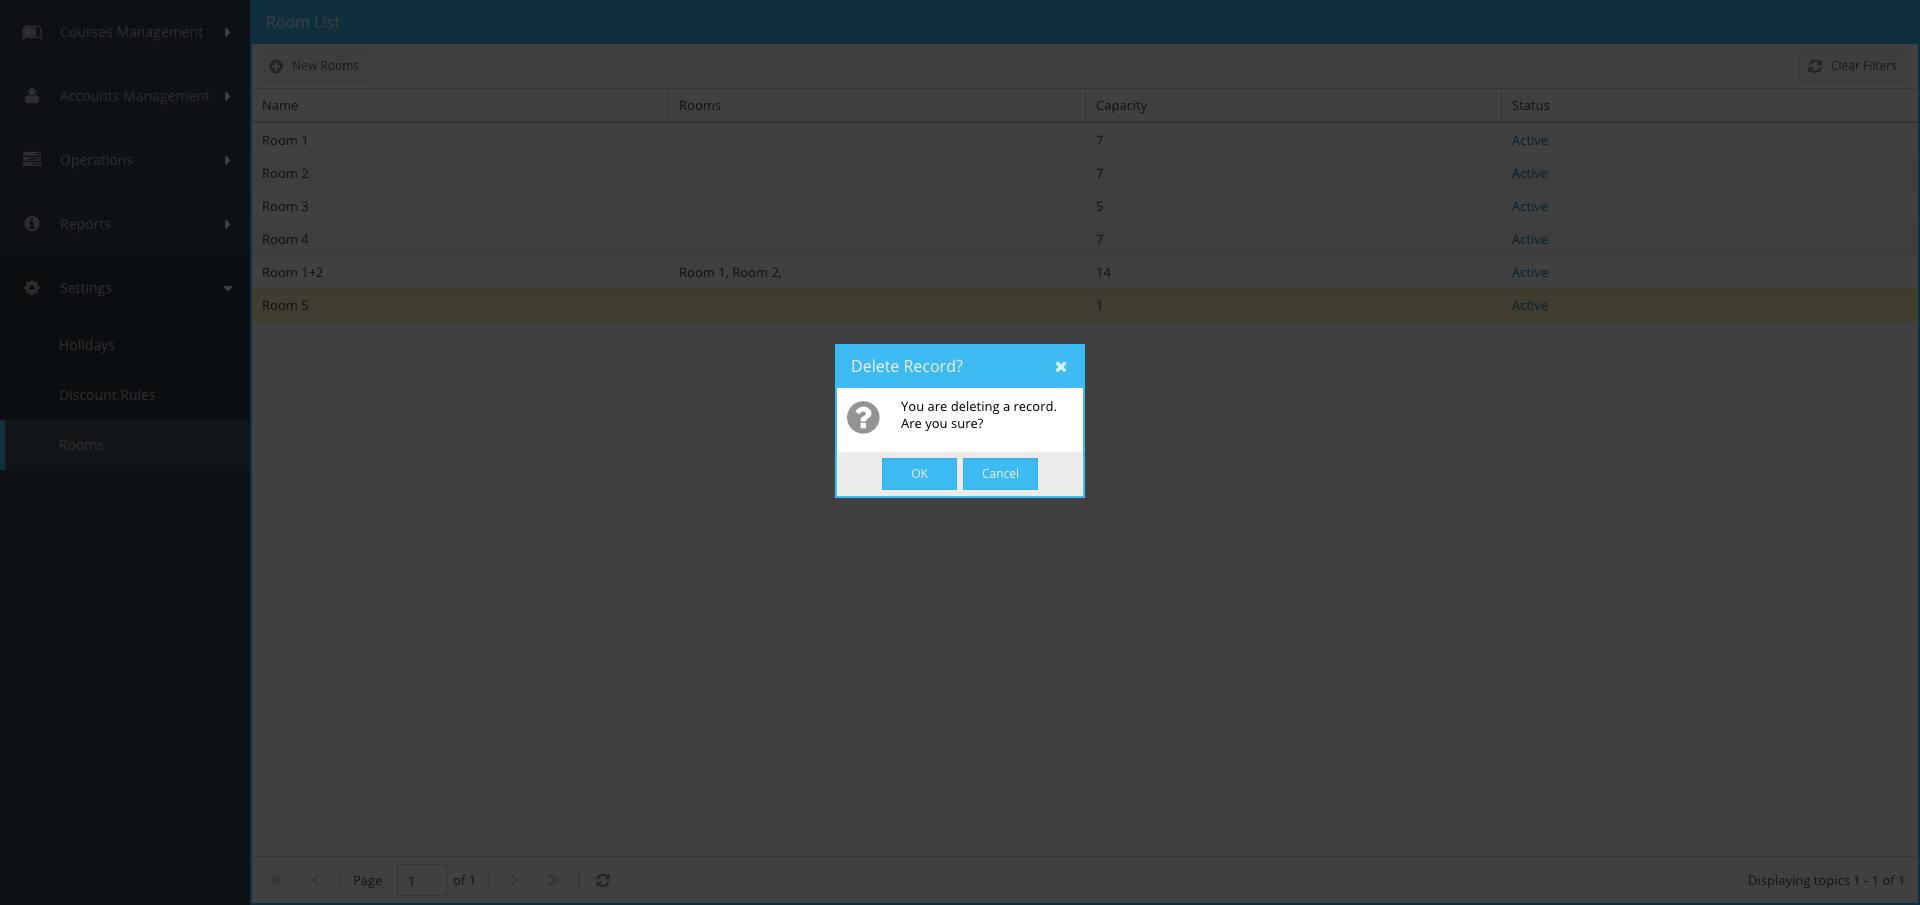 Courses Management
Accounts Management
Operations
Reports
Settings
Holidays
Discount Rules
Rooms
Room List
New Rooms
Clear Filters
Name Rooms Capacity Status
Room 1 7 Active
Room 2 7 Active
Room 3 5 Active
Room 4 7 Active
Room 1+2 Room 1, Room 2, 14 Active
Room 5 1 Active
Delete Record?
You are deleting a record.
Are you sure?
OK Cancel
Page 1 of 1
Displaying topics 1 - 1 of 1